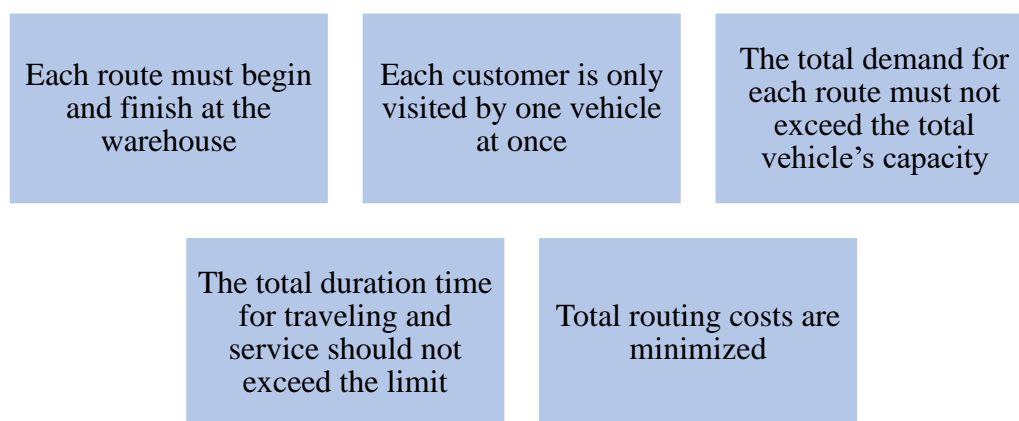 Each route must begin
and finish at the
warehouse
Each customer is only
visited by one vehicle
at once
The total demand for
each route must not
exceed the total
vehicle’s capacity
The total duration time
for traveling and
service should not
exceed the limit
Total routing costs are
minimized